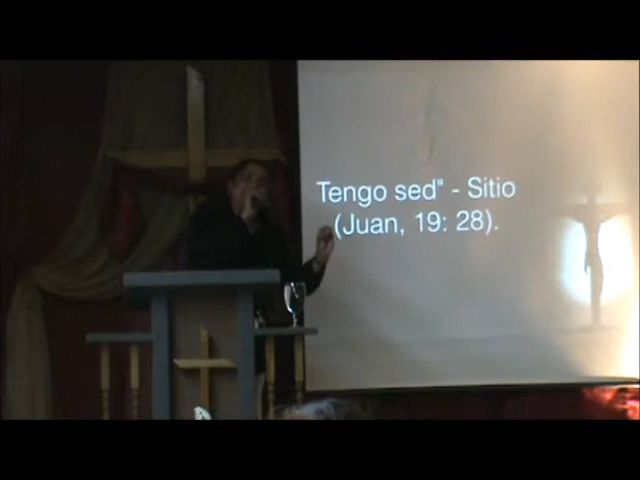 Tengo sed" - Sitio
(Juan, 19: 28).